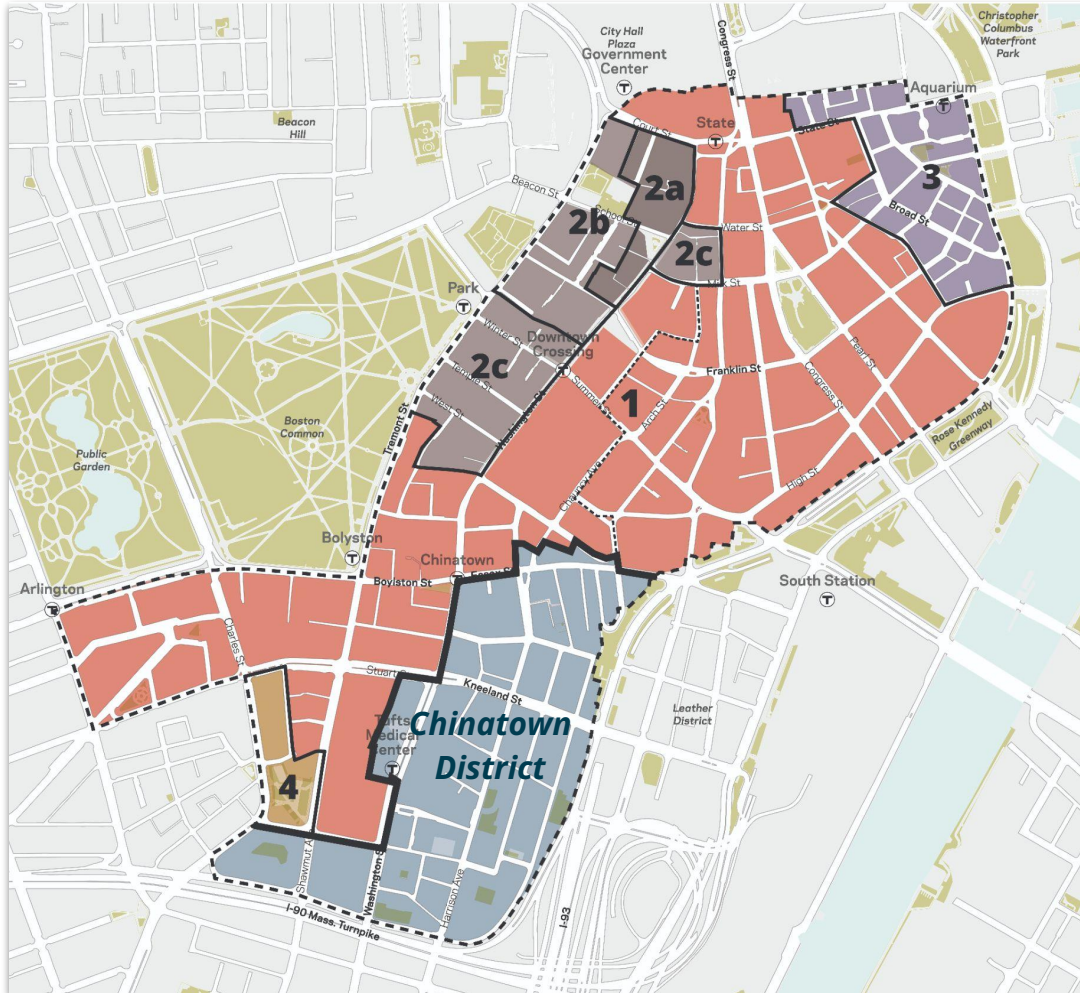 Christopher
Columbus
Waterfront
Park
City Hall
Plaza
Government
Center
T
Congress St
Aquarium
T
Beacon
Hill
Court St
State
T
State St
3
Beacon St
2a
School St
2b
Broad St
Water St
2c
Milk St
Park
T
Winter St
Downtown
Crossing
T
2c
Temple St
Summer St
Franklin St
Pearl St
Congress St
West St
1
Arch St
Washington St
Tremont St
Boston
Common
Public
Garden
Rose Kennedy
Greenway
High St
Chauncy Ave
Bolyston
T
Chinatown
T
Boylston St
Essex St
South Station
T
Arlington
T
Charles St
Stuart
Kneeland St
Leather
District
Tufts
Medical
Center
T
Chinatown
District
4
Shawmut A
Washington S
Harrison Ave
I-93
I-90 Mass. Turnpike